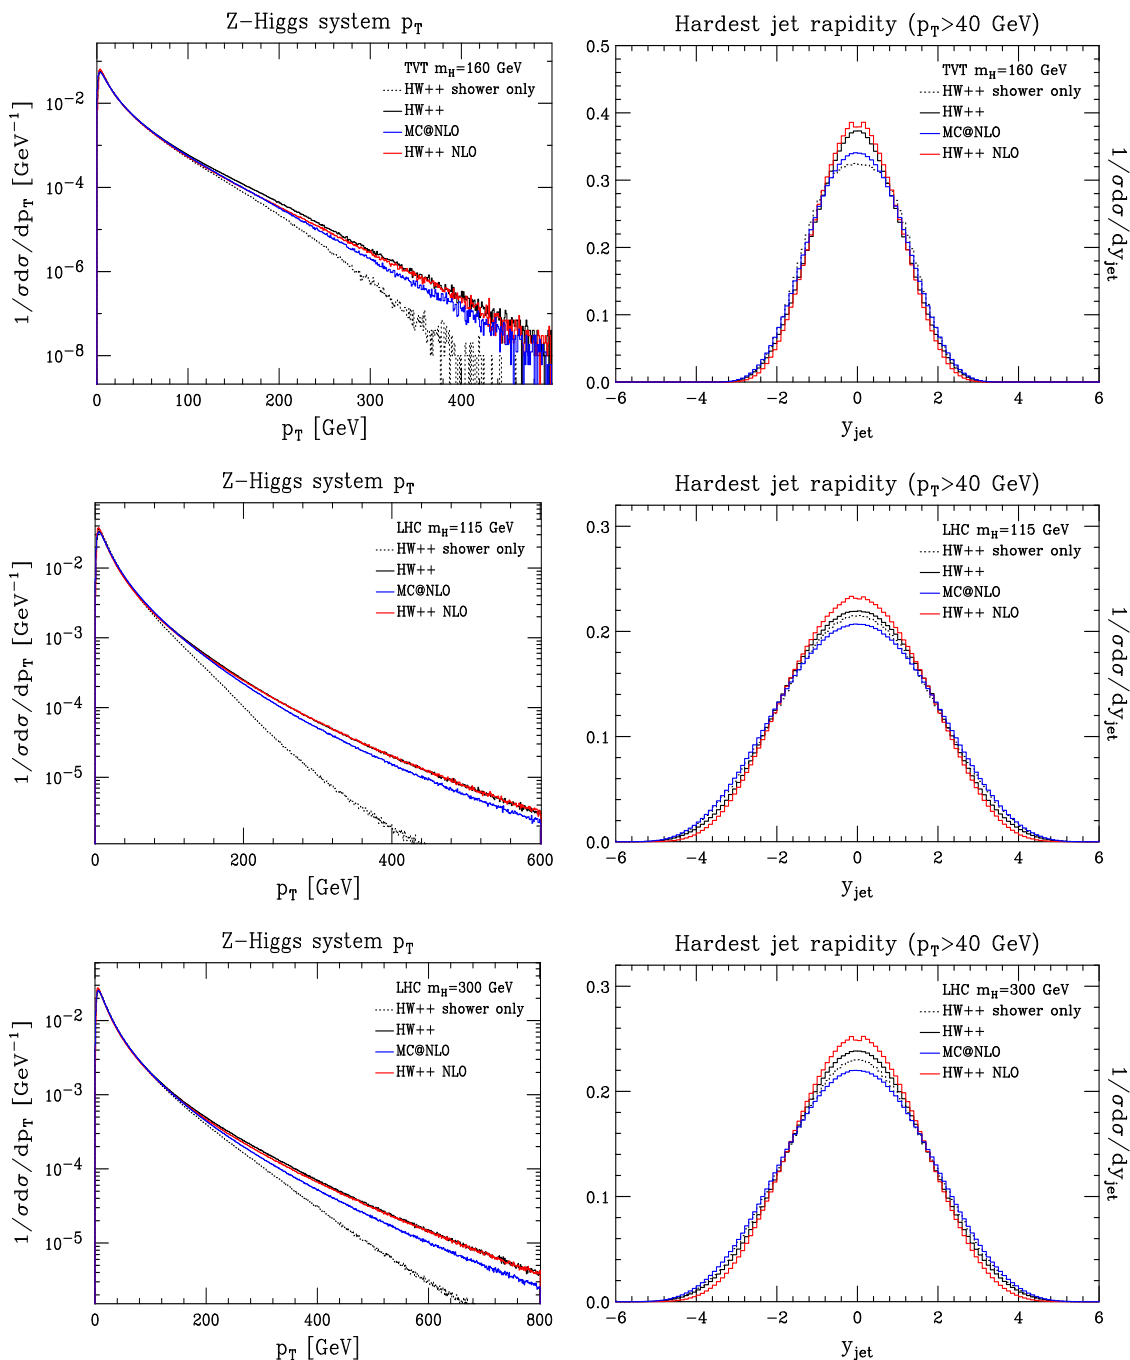 Z−Higgs system p_T
TVT m_H=160 GeV
HW++ shower only
HW++
MC@NLO
HW++ NLO
1/σdσ/dp_T [GeV⁻¹]
10⁻²
10⁻⁴
10⁻⁶
10⁻⁸
0 100 200 300 400
p_T [GeV]
Hardest jet rapidity (p_T>40 GeV)
TVT m_H=160 GeV
HW++ shower only
HW++
MC@NLO
HW++ NLO
1/σdσ/dy_jet
0.5
0.4
0.3
0.2
0.1
0.0
−6 −4 −2 0 2 4 6
y_jet
Z−Higgs system p_T
LHC m_H=115 GeV
HW++ shower only
HW++
MC@NLO
HW++ NLO
1/σdσ/dp_T [GeV⁻¹]
10⁻²
10⁻³
10⁻⁴
10⁻⁵
0 200 400 600
p_T [GeV]
Hardest jet rapidity (p_T>40 GeV)
LHC m_H=115 GeV
HW++ shower only
HW++
MC@NLO
HW++ NLO
1/σdσ/dy_jet
0.3
0.2
0.1
0.0
−6 −4 −2 0 2 4 6
y_jet
Z−Higgs system p_T
LHC m_H=300 GeV
HW++ shower only
HW++
MC@NLO
HW++ NLO
1/σdσ/dp_T [GeV⁻¹]
10⁻²
10⁻³
10⁻⁴
10⁻⁵
0 200 400 600 800
p_T [GeV]
Hardest jet rapidity (p_T>40 GeV)
LHC m_H=300 GeV
HW++ shower only
HW++
MC@NLO
HW++ NLO
1/σdσ/dy_jet
0.3
0.2
0.1
0.0
−6 −4 −2 0 2 4 6
y_jet